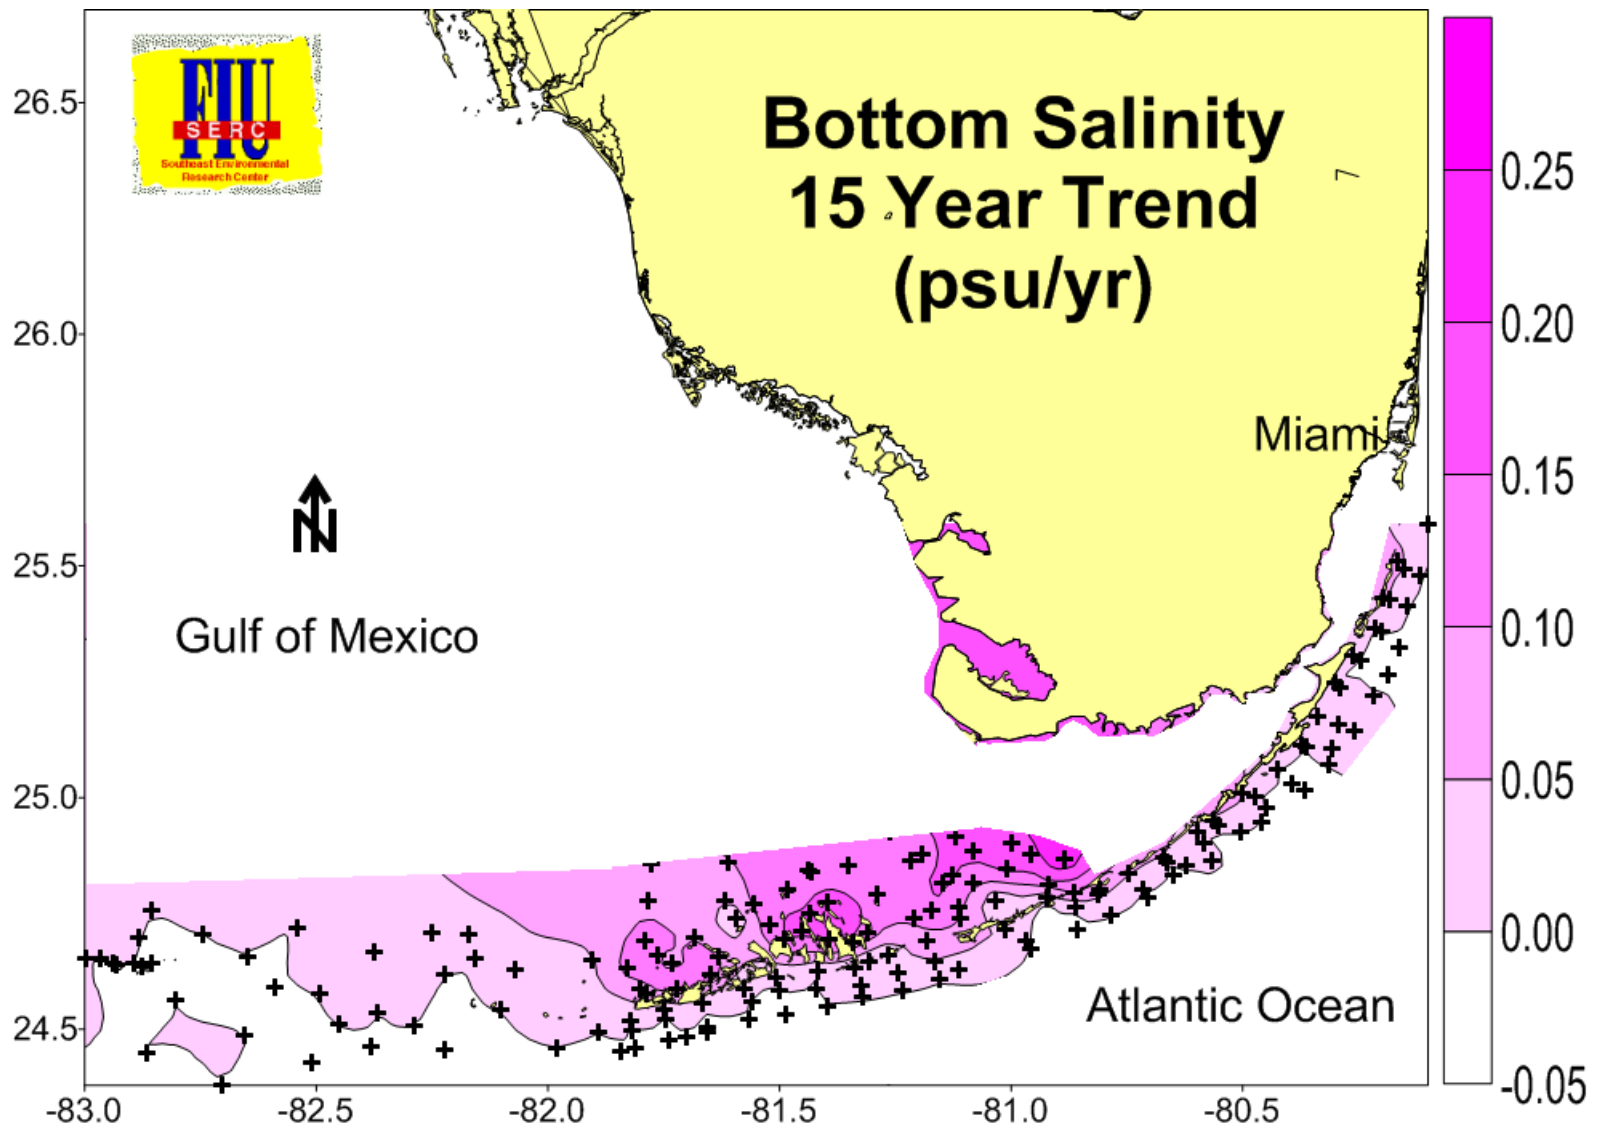 FIU
SERC
Southeast Environmental
Research Center
Bottom Salinity
15 Year Trend
(psu/yr)
Miami
N
Gulf of Mexico
Atlantic Ocean
26.5
26.0
25.5
25.0
24.5
-83.0
-82.5
-82.0
-81.5
-81.0
-80.5
0.25
0.20
0.15
0.10
0.05
0.00
-0.05